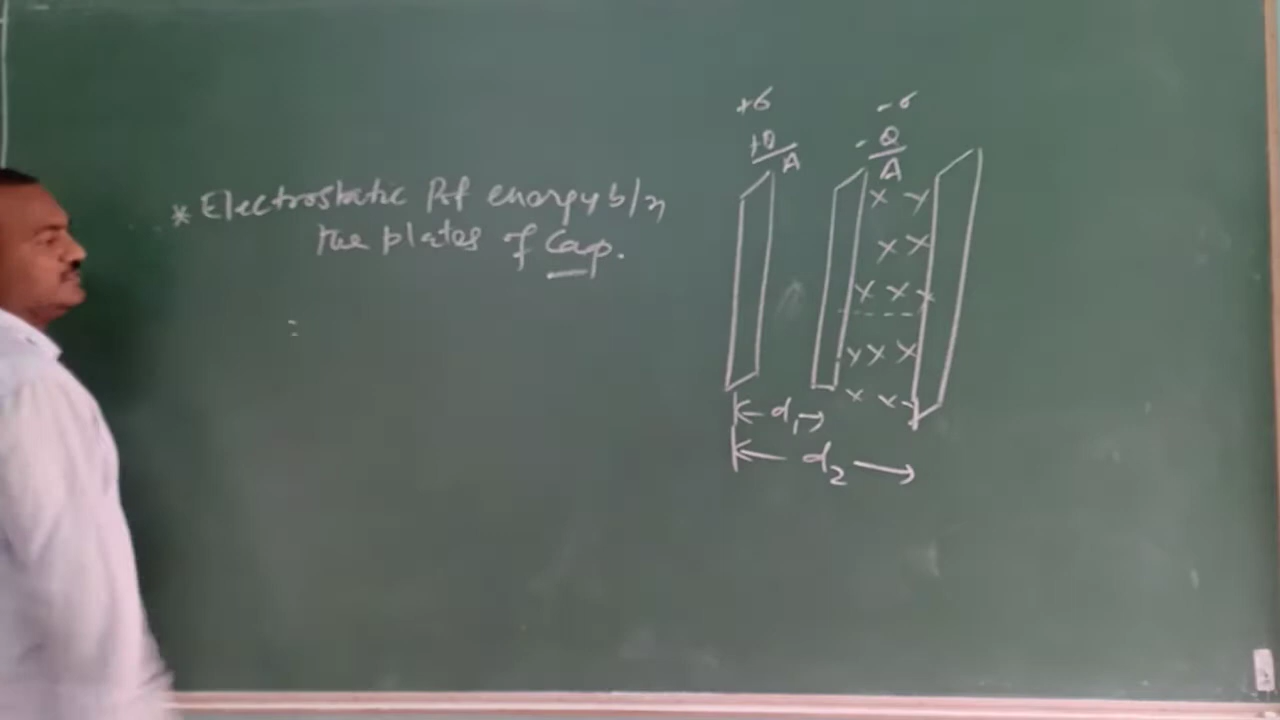 * Electrostatic Pot energy b/n
the plates of Cap.
=
+σ
+Q/A
-σ
-Q/A
x x
x x
x x x
x x x
x x x
d₁
d₂